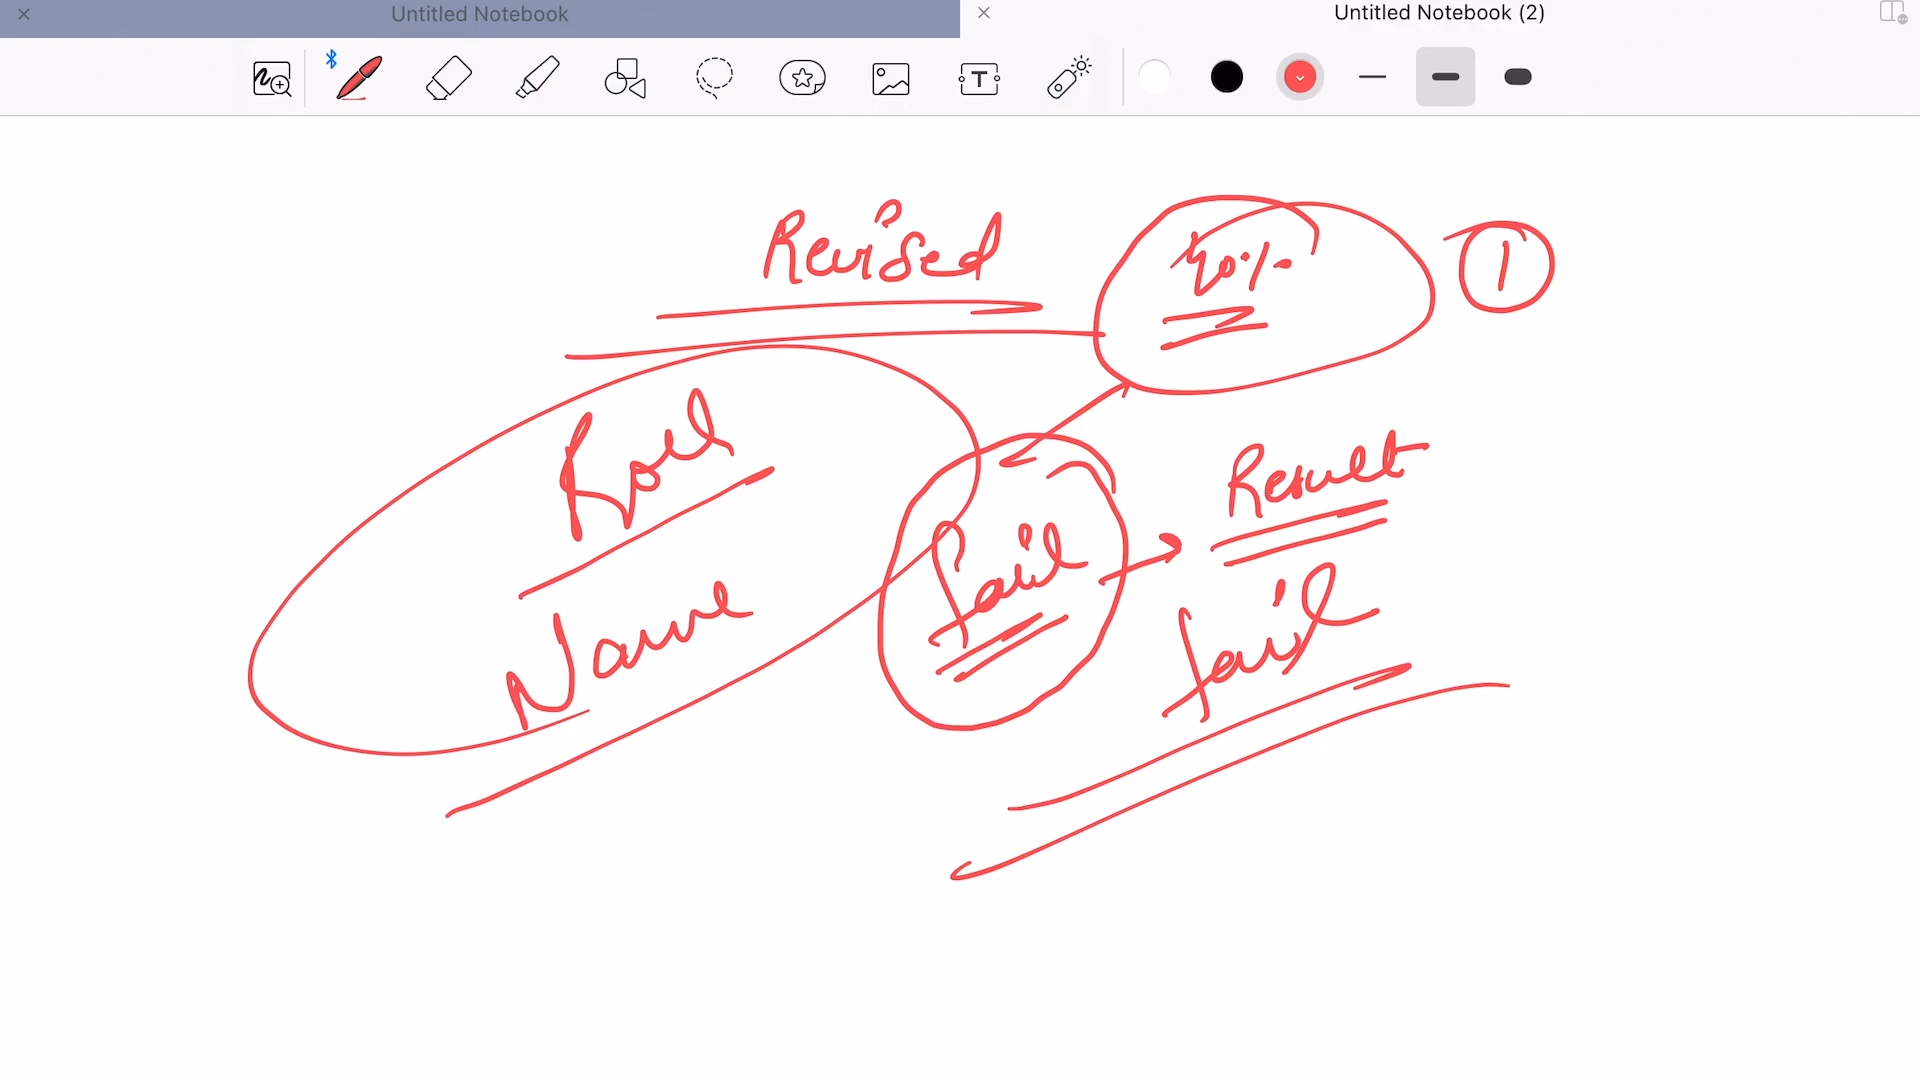 Untitled Notebook
Untitled Notebook (2)
T
Revised
40%
1
Roll
Name
fail
Result
fail